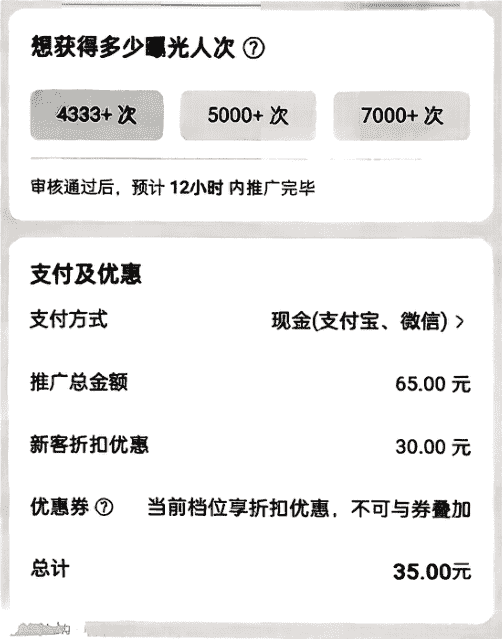 想获得多少曝光人次 ?
4333+ 次
5000+ 次
7000+ 次
审核通过后，预计 12小时 内推广完毕
支付及优惠
支付方式
现金(支付宝、微信) >
推广总金额
65.00 元
新客折扣优惠
30.00 元
优惠券 ?
当前档位享折扣优惠，不可与券叠加
总计
35.00元